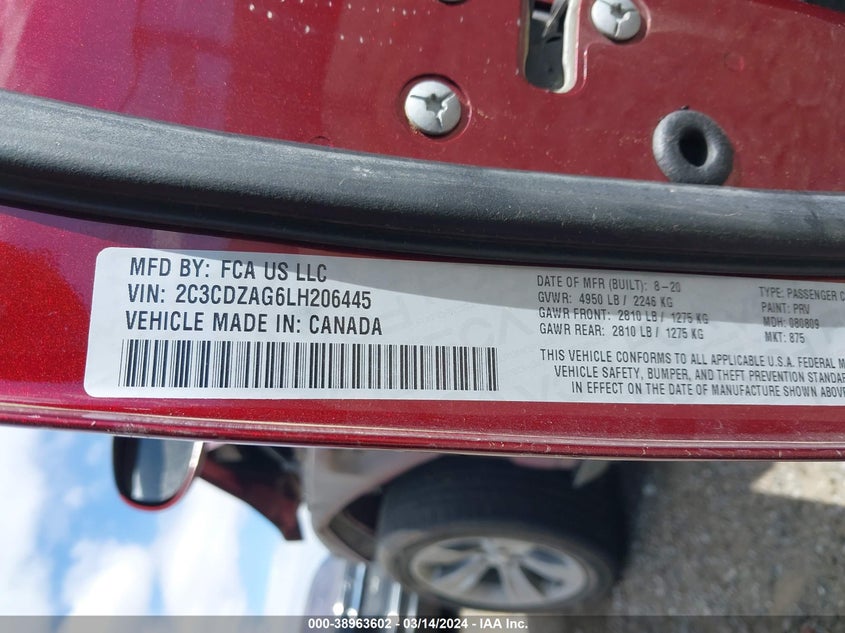 MFD BY: FCA US LLC
VIN: 2C3CDZAG6LH206445
VEHICLE MADE IN: CANADA
DATE OF MFR (BUILT): 8-20
GVWR: 4950 LB / 2246 KG
GAWR FRONT: 2810 LB / 1275 KG
GAWR REAR: 2810 LB / 1275 KG
TYPE: PASSENGER C
PAINT: PRV
MDH: 080809
MKT: 875
THIS VEHICLE CONFORMS TO ALL APPLICABLE U.S.A. FEDERAL M
VEHICLE SAFETY, BUMPER, AND THEFT PREVENTION STANDAR
IN EFFECT ON THE DATE OF MANUFACTURE SHOWN ABOVE
000-38963602 - 03/14/2024 - IAA Inc.